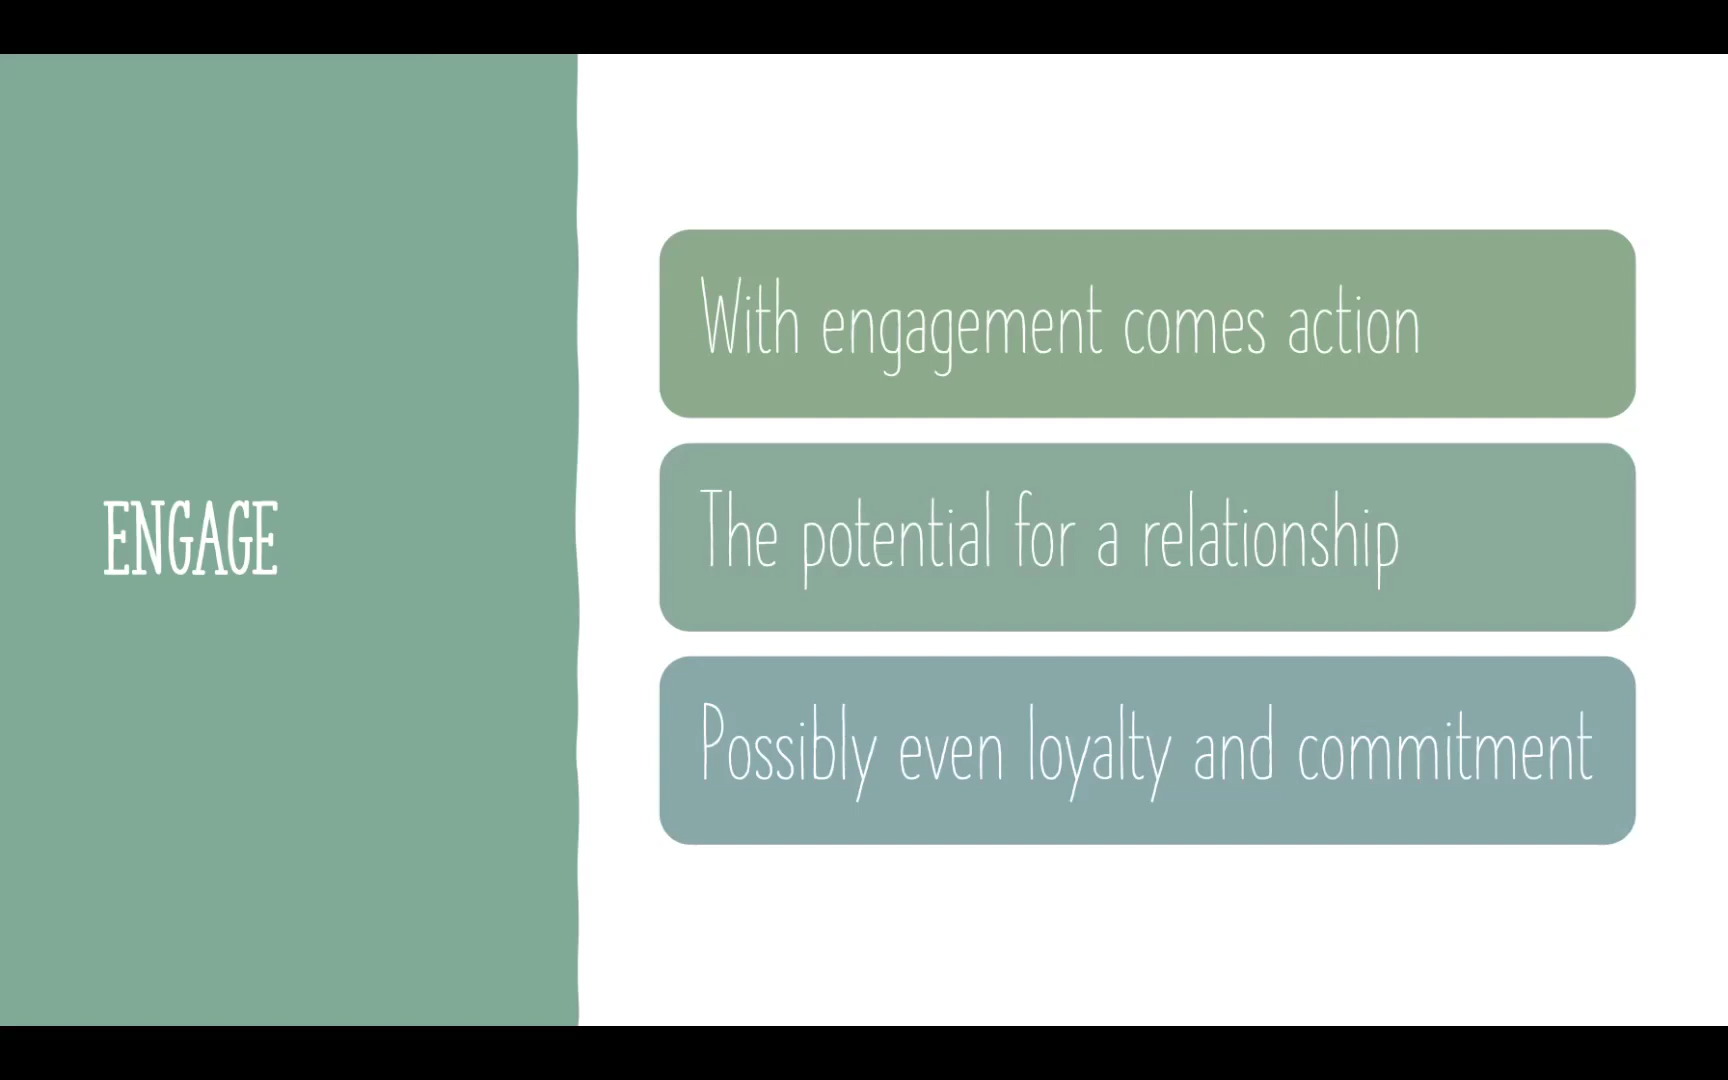 ENGAGE
With engagement comes action
The potential for a relationship
Possibly even loyalty and commitment